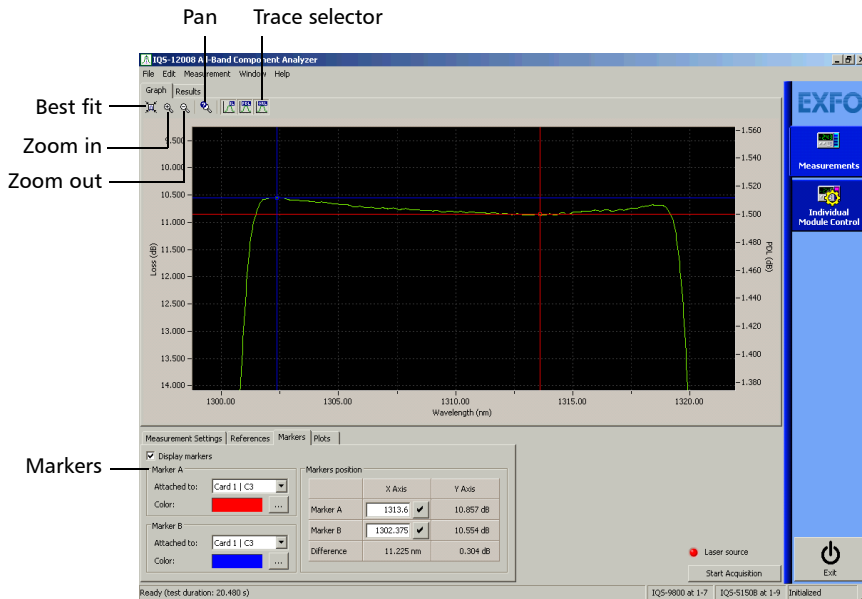 Pan
Trace selector
Best fit
Zoom in
Zoom out
Markers
IQS-12008 All-Band Component Analyzer
File Edit Measurement Window Help
Graph Results
IL PDL ORL
9.500
10.000
10.500
11.000
11.500
12.000
12.500
13.000
13.500
14.000
Loss (dB)
1.560
1.540
1.520
1.500
1.480
1.460
1.440
1.420
1.400
1.380
PDL (dB)
1300.00 1305.00 1310.00 1315.00 1320.00
Wavelength (nm)
EXFO
Measurements
Individual
Module Control
Exit
Measurement Settings References Markers Plots
Display markers
Marker A
Attached to: Card 1 | C3
Color: ...
Marker B
Attached to: Card 1 | C3
Color: ...
Markers position
X Axis Y Axis
Marker A 1313.6 10.857 dB
Marker B 1302.375 10.554 dB
Difference 11.225 nm 0.304 dB
Laser source
Start Acquisition
Ready (test duration: 20.480 s) IQS-9800 at 1-7 IQS-5150B at 1-9 Initialized